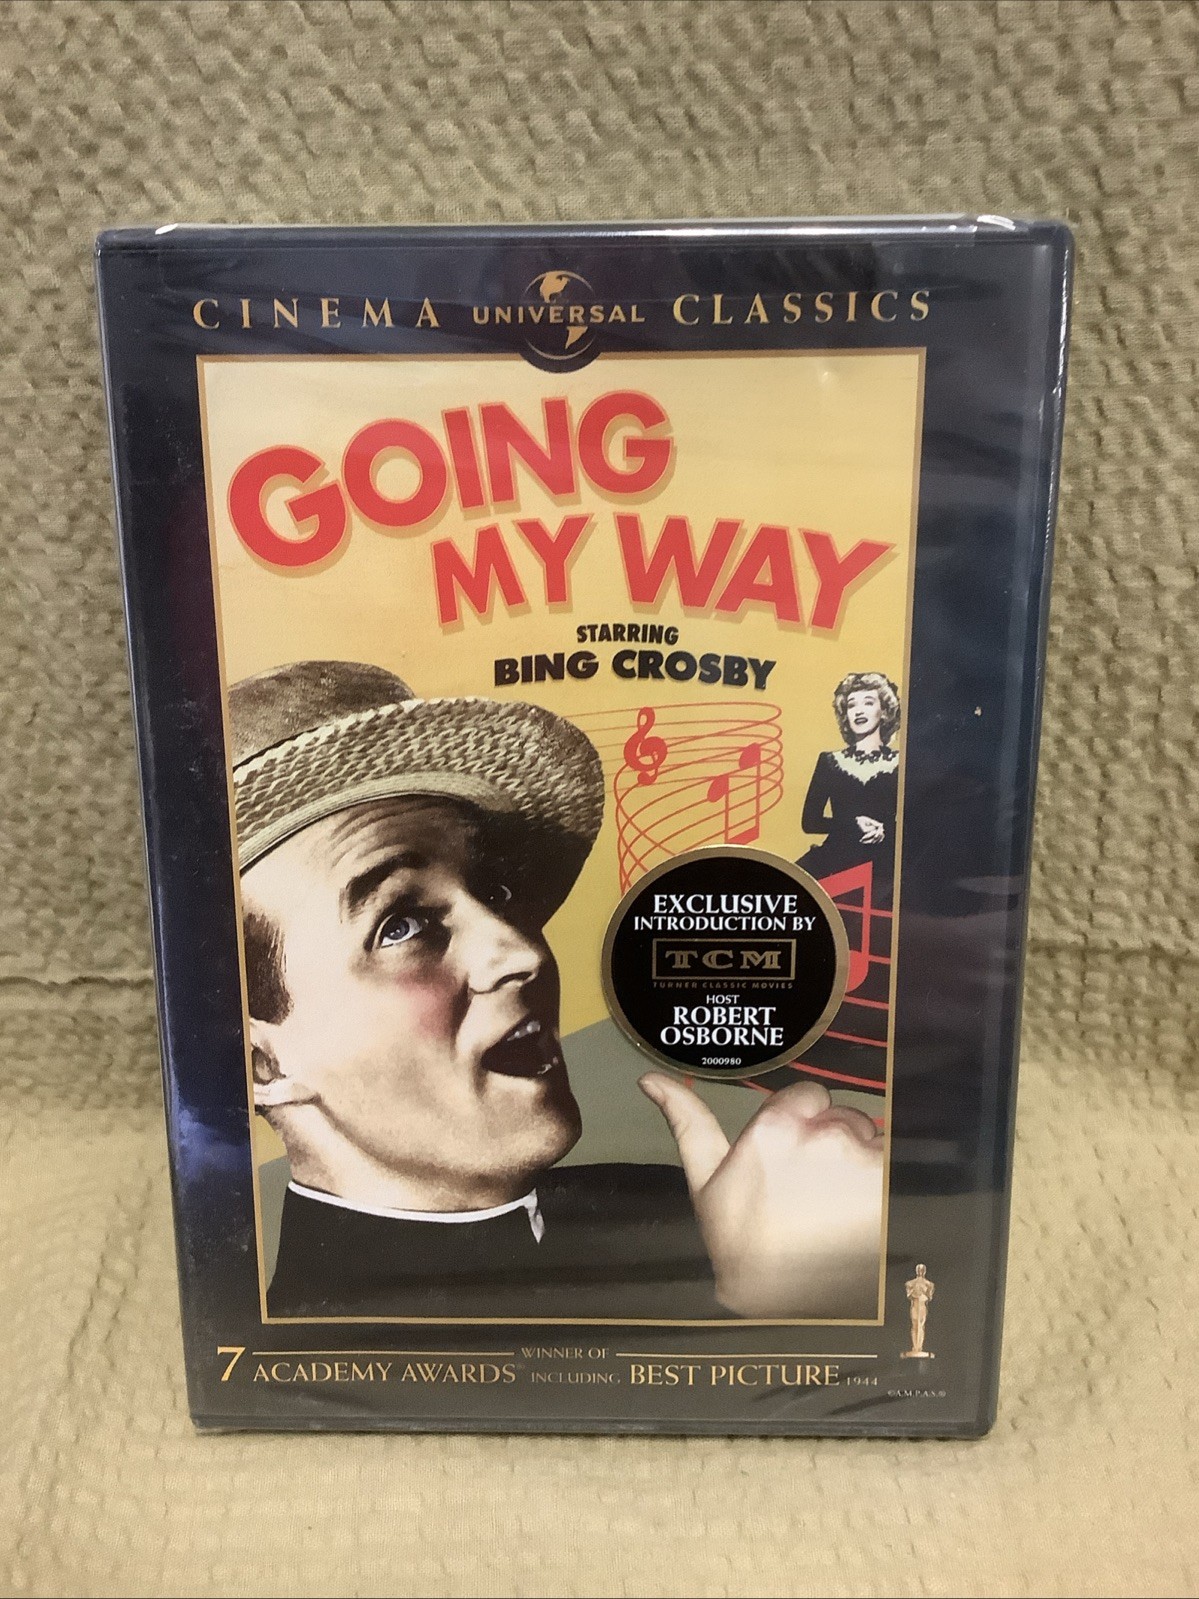 CINEMA UNIVERSAL CLASSICS
GOING
MY WAY
STARRING
BING CROSBY
EXCLUSIVE
INTRODUCTION BY
TCM
TURNER CLASSIC MOVIES
HOST
ROBERT
OSBORNE
2000980
WINNER OF
7 ACADEMY AWARDS® INCLUDING BEST PICTURE 1944
©A.M.P.A.S.®